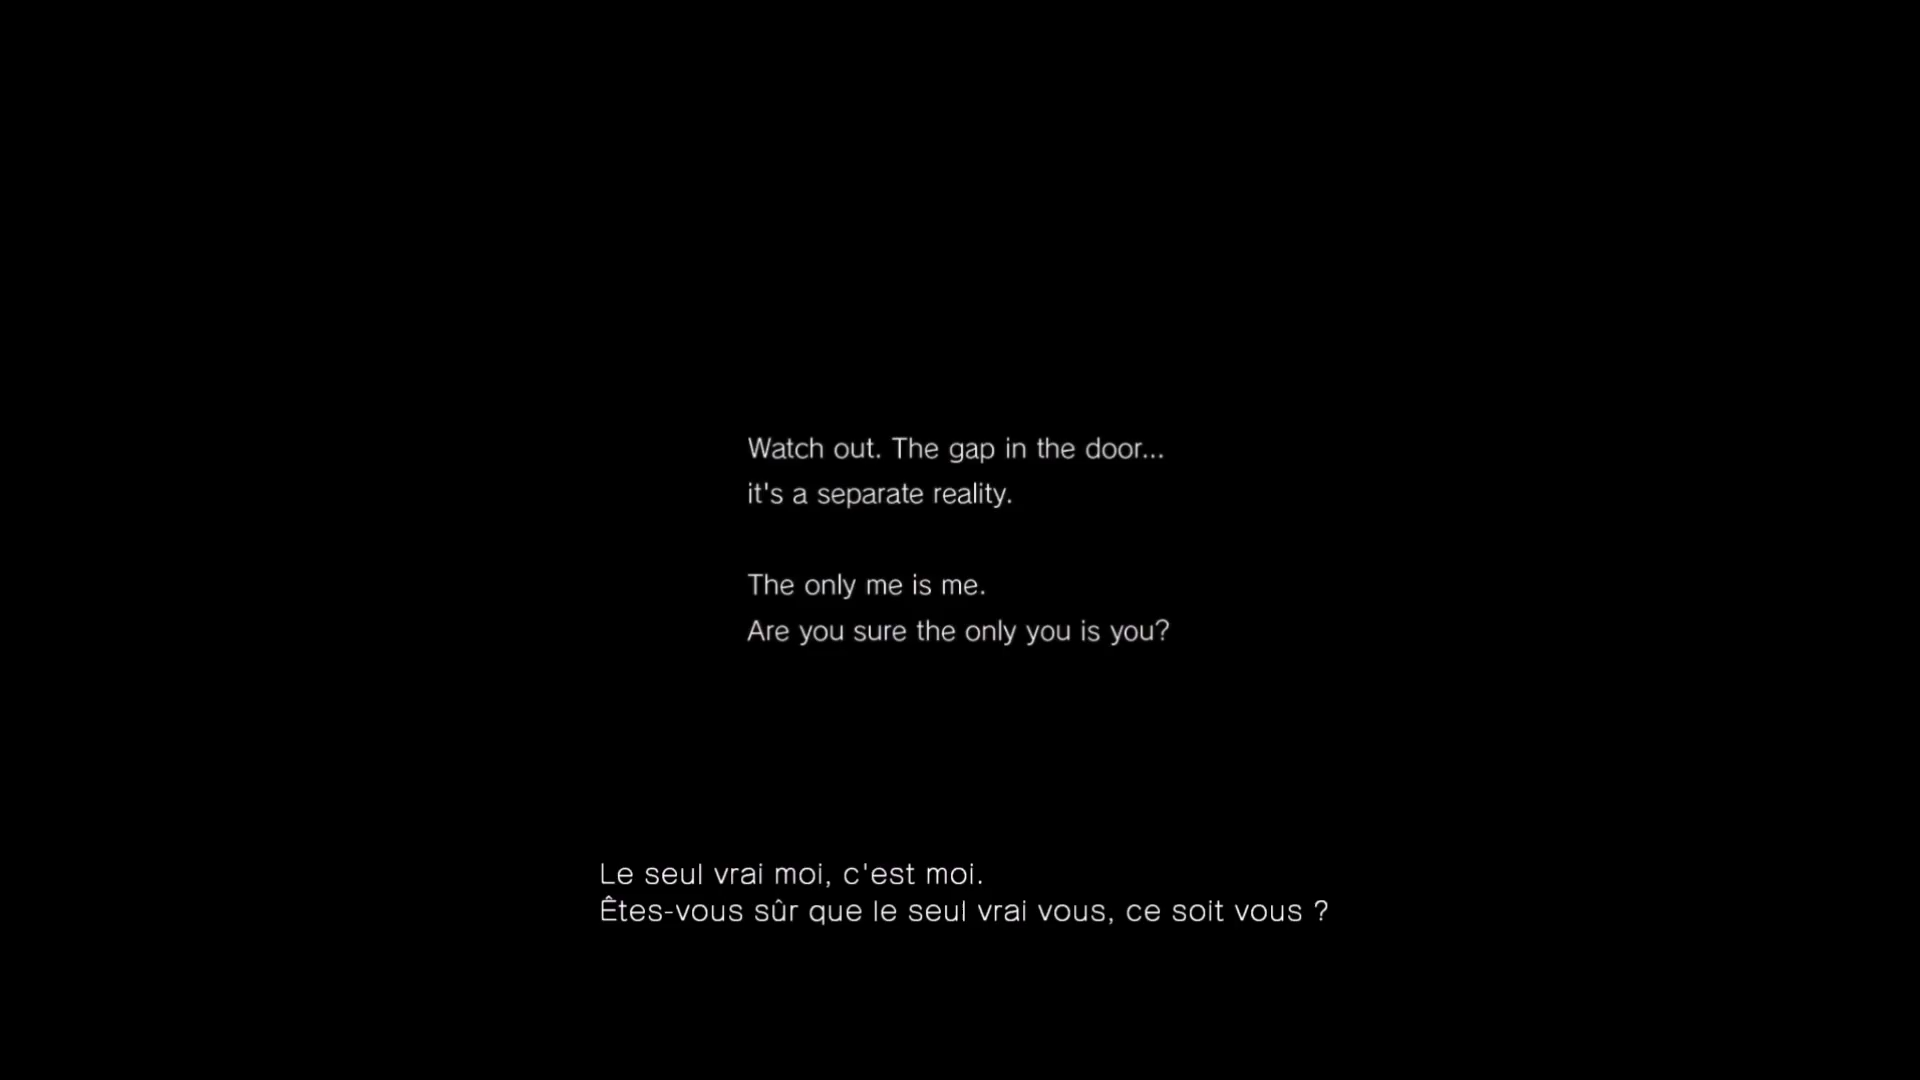 Watch out. The gap in the door...
it's a separate reality.
The only me is me.
Are you sure the only you is you?
Le seul vrai moi, c'est moi.
Êtes-vous sûr que le seul vrai vous, ce soit vous ?